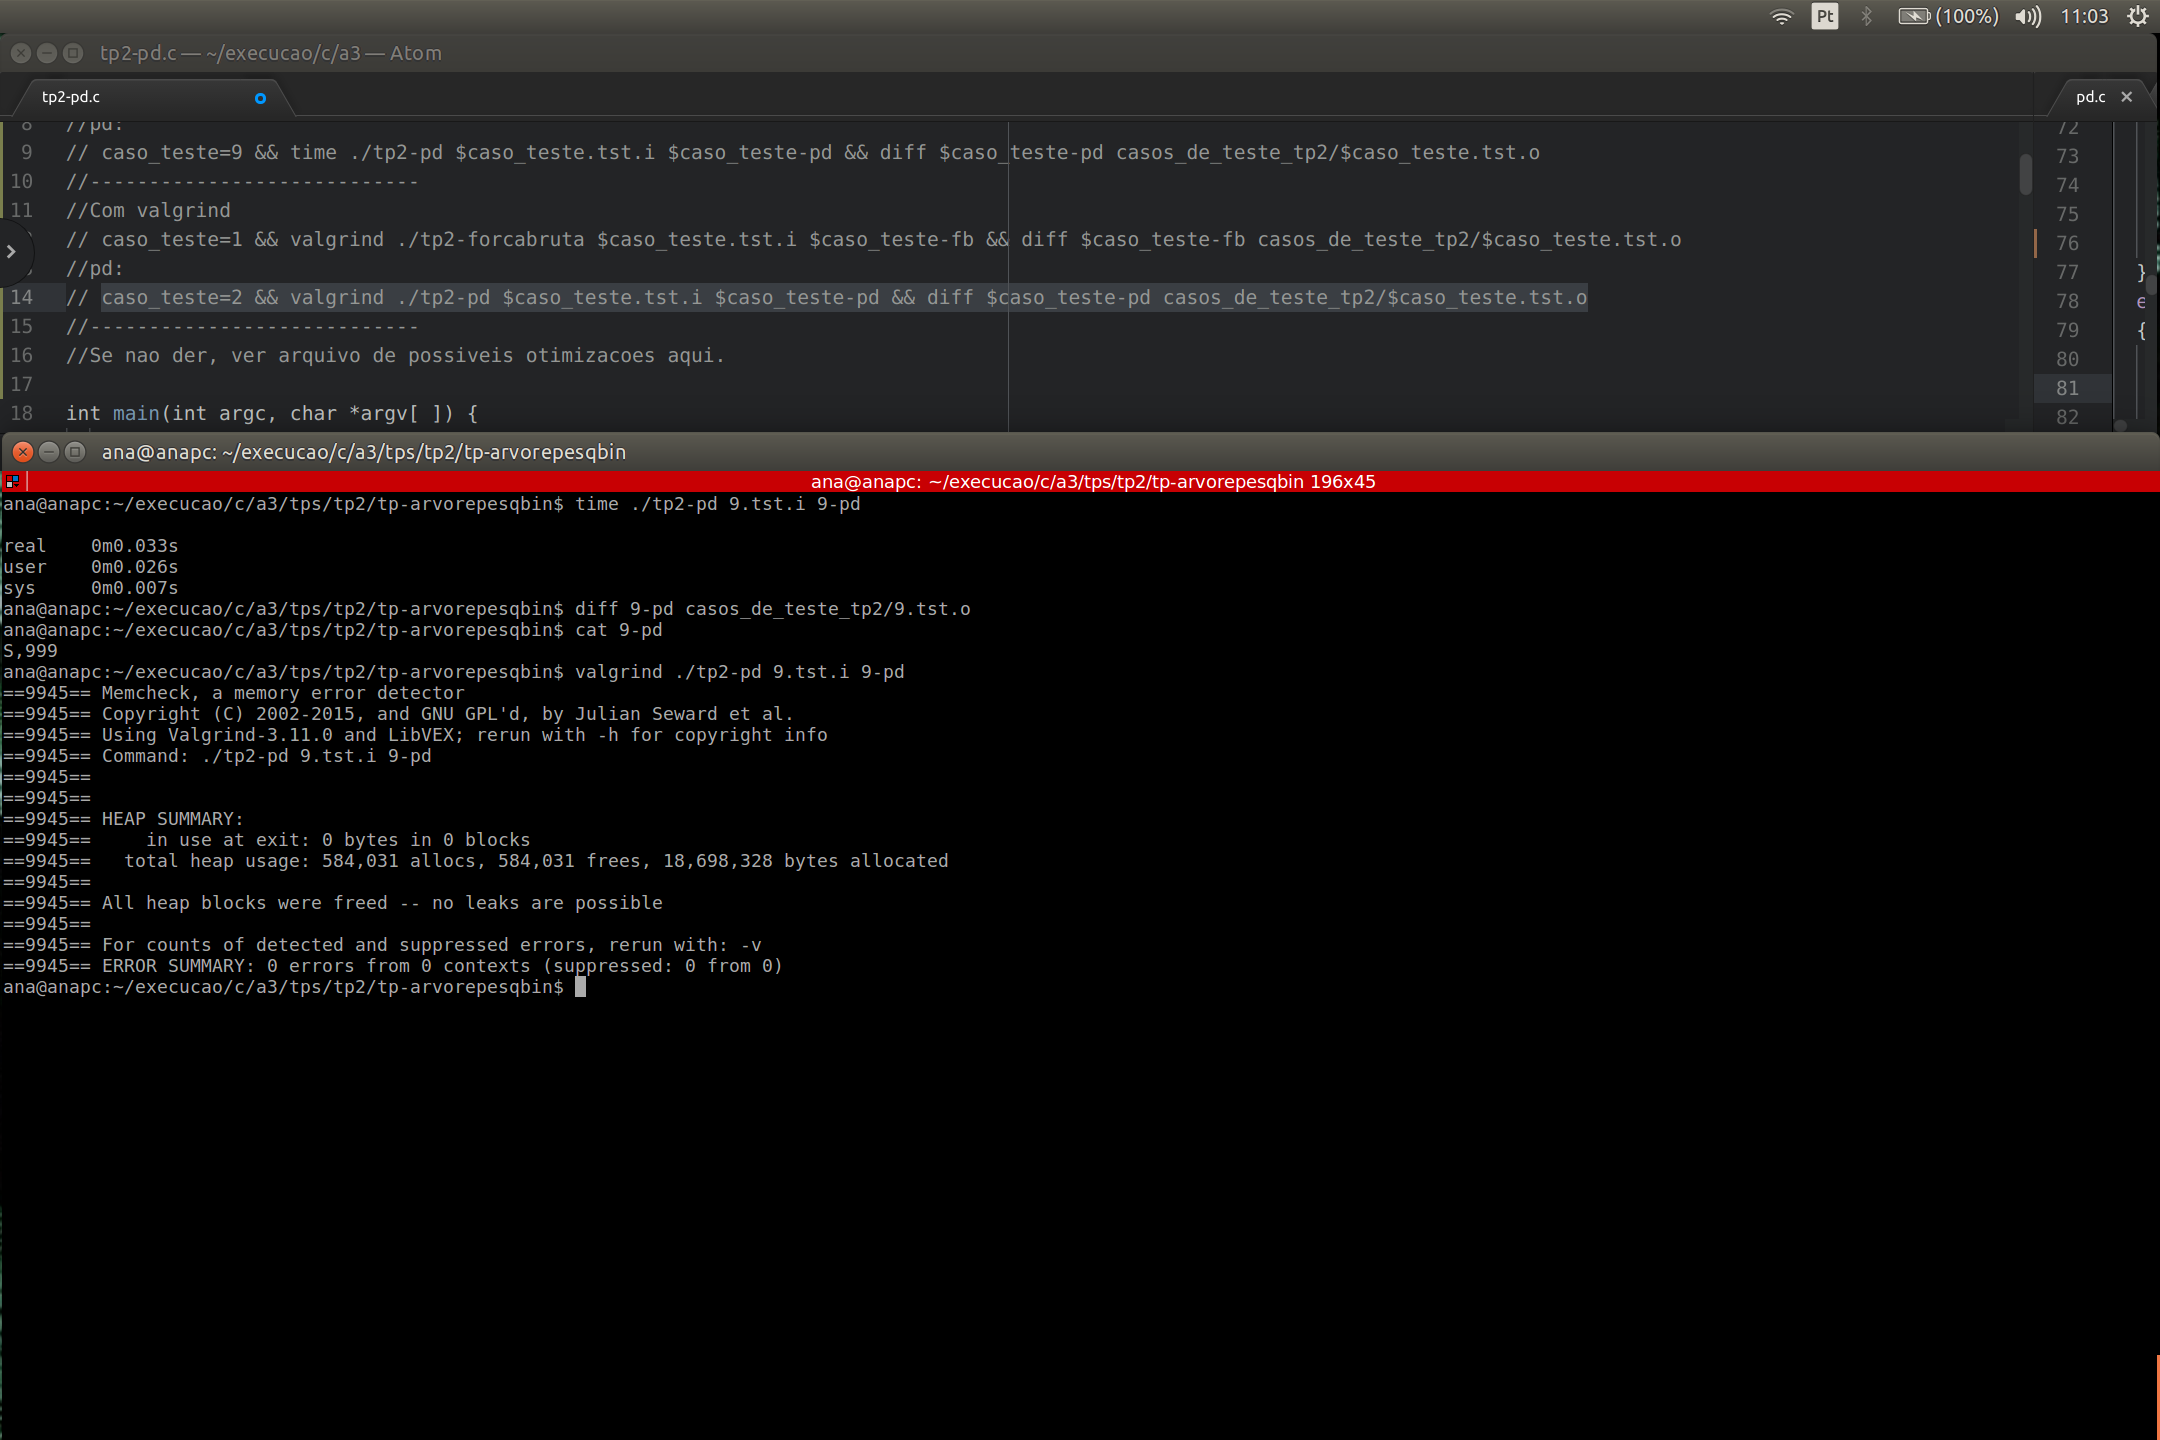 Pt (100%) 11:03
tp2-pd.c — ~/execucao/c/a3 — Atom
tp2-pd.c
pd.c
8 //pd:
9 // caso_teste=9 && time ./tp2-pd $caso_teste.tst.i $caso_teste-pd && diff $caso_teste-pd casos_de_teste_tp2/$caso_teste.tst.o
10 //----------------------------
11 //Com valgrind
// caso_teste=1 && valgrind ./tp2-forcabruta $caso_teste.tst.i $caso_teste-fb && diff $caso_teste-fb casos_de_teste_tp2/$caso_teste.tst.o
//pd:
14 // caso_teste=2 && valgrind ./tp2-pd $caso_teste.tst.i $caso_teste-pd && diff $caso_teste-pd casos_de_teste_tp2/$caso_teste.tst.o
15 //----------------------------
16 //Se nao der, ver arquivo de possiveis otimizacoes aqui.
17
18 int main(int argc, char *argv[ ]) {
72
73
74
75
76
77 }
78 e
79 {
80
81
82
ana@anapc: ~/execucao/c/a3/tps/tp2/tp-arvorepesqbin
ana@anapc: ~/execucao/c/a3/tps/tp2/tp-arvorepesqbin 196x45
ana@anapc:~/execucao/c/a3/tps/tp2/tp-arvorepesqbin$ time ./tp2-pd 9.tst.i 9-pd
real 0m0.033s
user 0m0.026s
sys 0m0.007s
ana@anapc:~/execucao/c/a3/tps/tp2/tp-arvorepesqbin$ diff 9-pd casos_de_teste_tp2/9.tst.o
ana@anapc:~/execucao/c/a3/tps/tp2/tp-arvorepesqbin$ cat 9-pd
S,999
ana@anapc:~/execucao/c/a3/tps/tp2/tp-arvorepesqbin$ valgrind ./tp2-pd 9.tst.i 9-pd
==9945== Memcheck, a memory error detector
==9945== Copyright (C) 2002-2015, and GNU GPL'd, by Julian Seward et al.
==9945== Using Valgrind-3.11.0 and LibVEX; rerun with -h for copyright info
==9945== Command: ./tp2-pd 9.tst.i 9-pd
==9945==
==9945==
==9945== HEAP SUMMARY:
==9945== in use at exit: 0 bytes in 0 blocks
==9945== total heap usage: 584,031 allocs, 584,031 frees, 18,698,328 bytes allocated
==9945==
==9945== All heap blocks were freed -- no leaks are possible
==9945==
==9945== For counts of detected and suppressed errors, rerun with: -v
==9945== ERROR SUMMARY: 0 errors from 0 contexts (suppressed: 0 from 0)
ana@anapc:~/execucao/c/a3/tps/tp2/tp-arvorepesqbin$